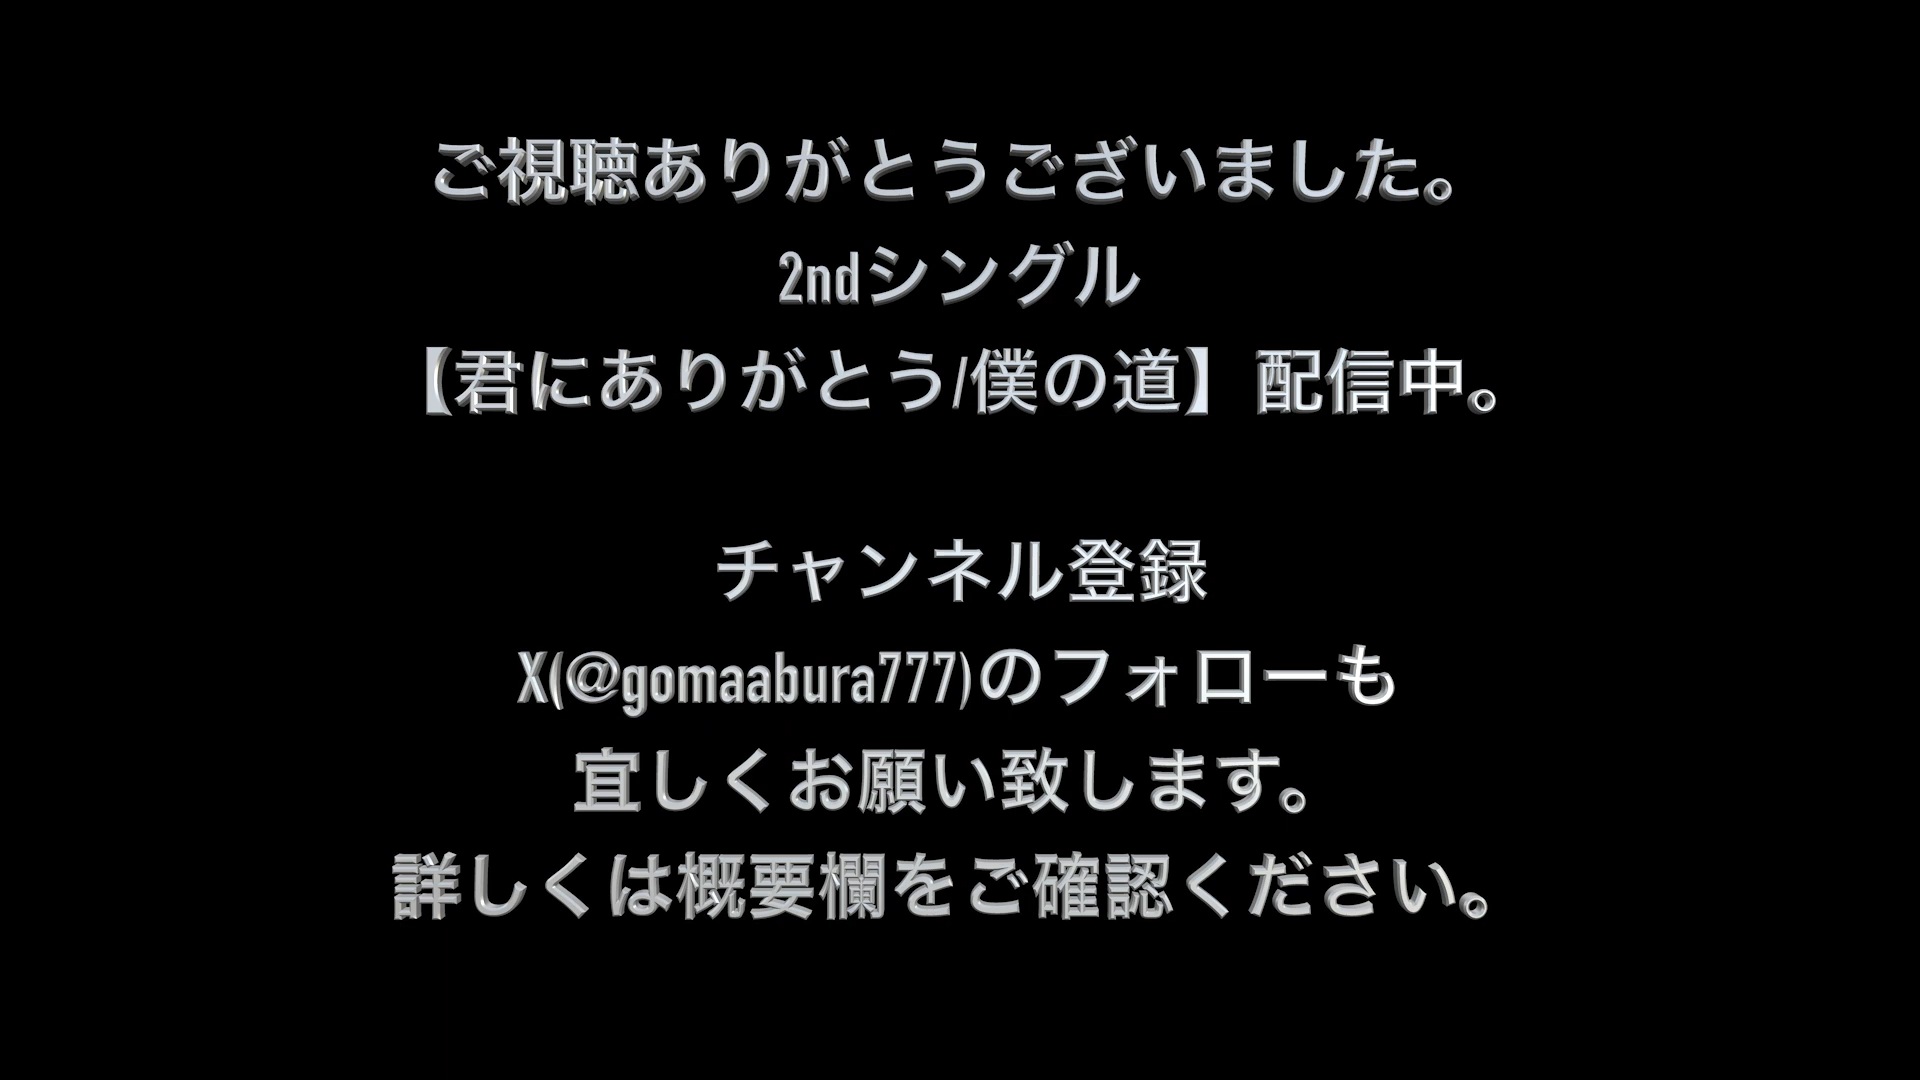 ご視聴ありがとうございました。
2ndシングル
【君にありがとう/僕の道】配信中。
チャンネル登録
X(@gomaabura777)のフォローも
宜しくお願い致します。
詳しくは概要欄をご確認ください。